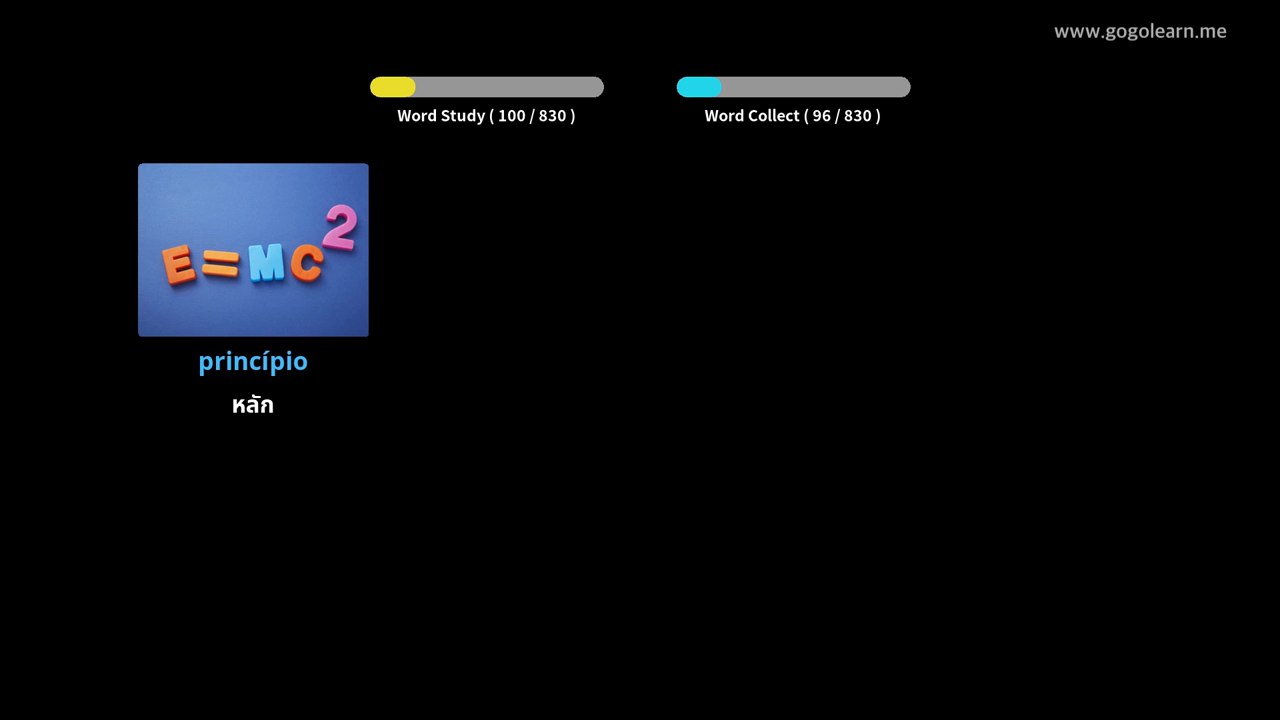 www.gogolearn.me
Word Study ( 100 / 830 )
Word Collect ( 96 / 830 )
E=MC²
princípio
หลัก